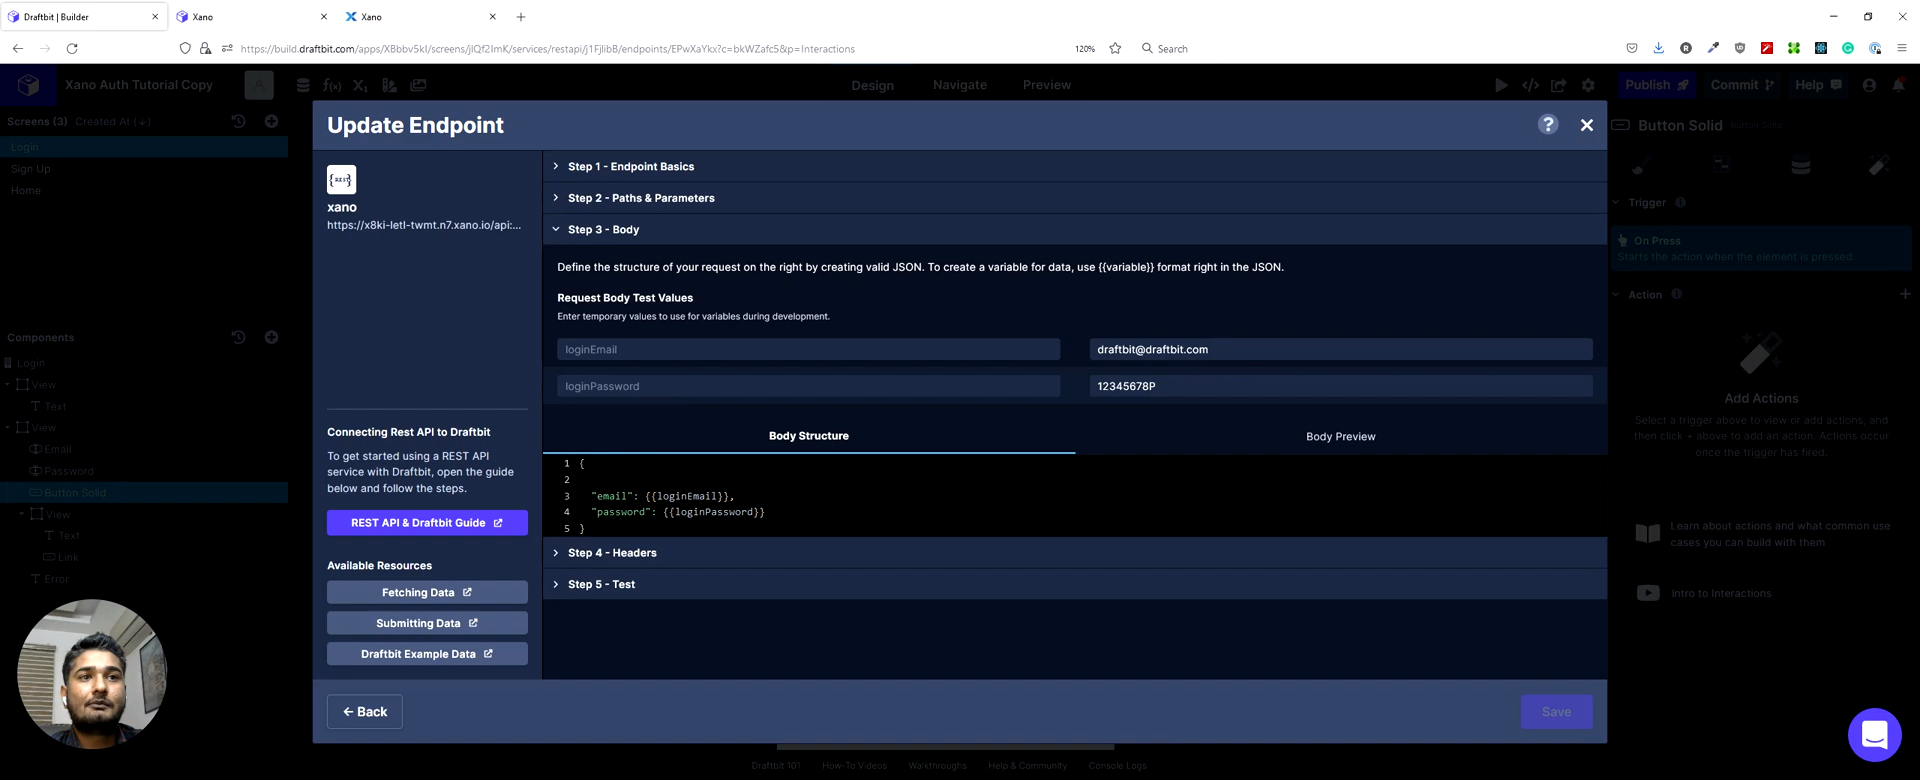 Draftbit | Builder
Xano
Xano
https://build.draftbit.com/apps/XBbbv5kl/screens/jlQf2ImK/services/restapi/j1FjlibB/endpoints/EPwXaYkx?c=bkWZafc5&p=Interactions
120%
Search
Xano Auth Tutorial Copy
Design
Navigate
Preview
Publish
Commit
Help
Screens (3) Created At (↓)
Login
Sign Up
Home
Components
Login
View
Text
View
Email
Password
Button Solid
View
Text
Link
Error
Update Endpoint
{REST}
xano
https://x8ki-letl-twmt.n7.xano.io/api:...
Connecting Rest API to Draftbit
To get started using a REST API
service with Draftbit, open the guide
below and follow the steps.
REST API & Draftbit Guide
Available Resources
Fetching Data
Submitting Data
Draftbit Example Data
Step 1 - Endpoint Basics
Step 2 - Paths & Parameters
Step 3 - Body
Define the structure of your request on the right by creating valid JSON. To create a variable for data, use {{variable}} format right in the JSON.
Request Body Test Values
Enter temporary values to use for variables during development.
loginEmail
draftbit@draftbit.com
loginPassword
12345678P
Body Structure
Body Preview
1 {
2
3 "email": {{loginEmail}},
4 "password": {{loginPassword}}
5 }
Step 4 - Headers
Step 5 - Test
← Back
Save
Button Solid Button Solid
Trigger
On Press
Starts the action when the element is pressed.
Action
Add Actions
Select a trigger above to view or add actions, and
then click + above to add an action. Actions occur
once the trigger has fired.
Learn about actions and what common use
cases you can build with them
Intro to Interactions
Draftbit 101
How-To Videos
Walkthroughs
Help & Community
Console Logs